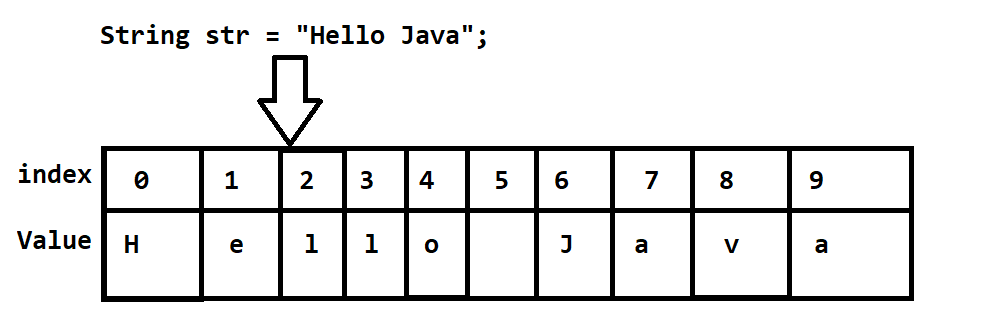 String str = "Hello Java";
index 0 1 2 3 4 5 6 7 8 9
Value H e l l o J a v a